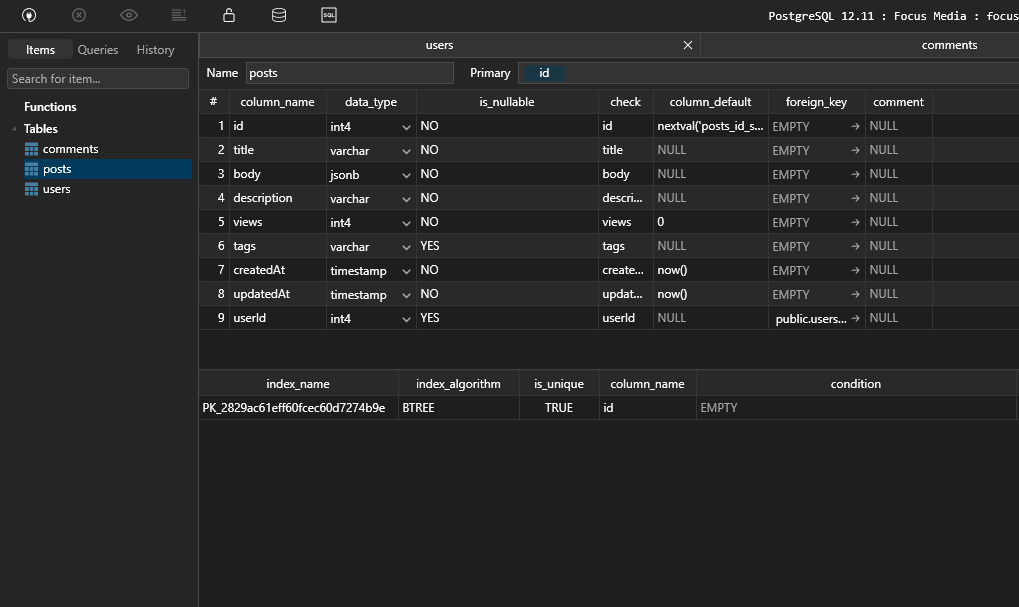 SQL
PostgreSQL 12.11 : Focus Media : focus
Items Queries History
users
comments
Search for item...
Name posts Primary id
Functions
Tables
comments
posts
users
# column_name data_type is_nullable check column_default foreign_key comment
1 id int4 NO id nextval('posts_id_s... EMPTY NULL
2 title varchar NO title NULL EMPTY NULL
3 body jsonb NO body NULL EMPTY NULL
4 description varchar NO descri... NULL EMPTY NULL
5 views int4 NO views 0 EMPTY NULL
6 tags varchar YES tags NULL EMPTY NULL
7 createdAt timestamp NO create... now() EMPTY NULL
8 updatedAt timestamp NO updat... now() EMPTY NULL
9 userId int4 YES userId NULL public.users... NULL
index_name index_algorithm is_unique column_name condition
PK_2829ac61eff60fcec60d7274b9e BTREE TRUE id EMPTY